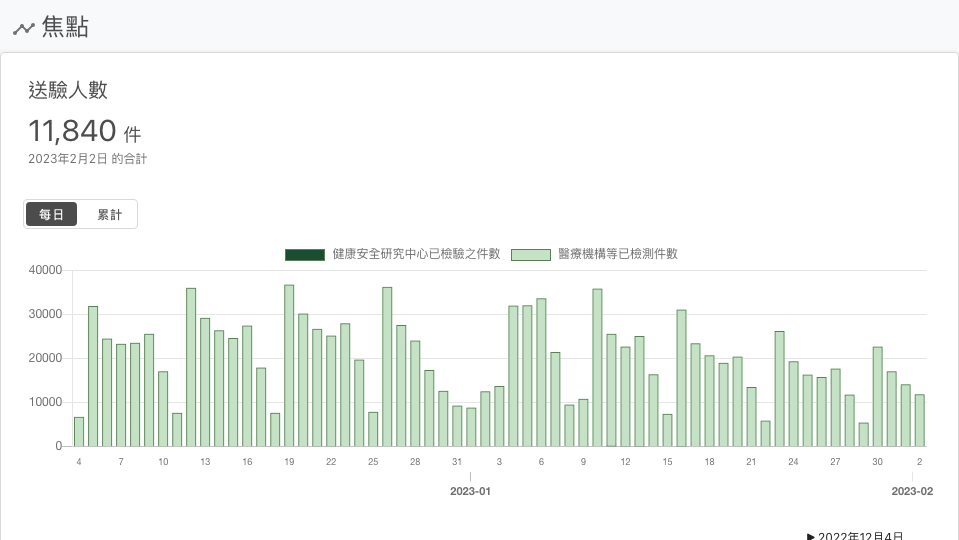 焦點
送驗人數
11,840 件
2023年2月2日 的合計
每日 累計
健康安全研究中心已檢驗之件數 醫療機構等已檢測件數
40000
30000
20000
10000
0
4 7 10 13 16 19 22 25 28 31 3 6 9 12 15 18 21 24 27 30 2
2023-01 2023-02
▶ 2022年12月4日